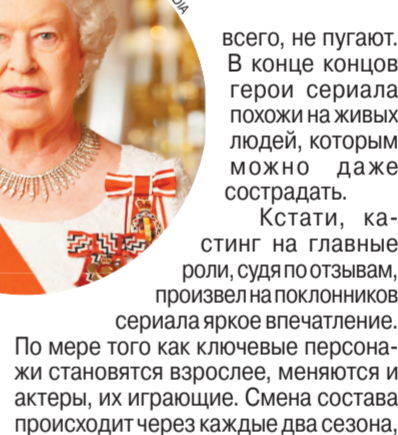 всего, не пугают.
В конце концов
герои сериала
похожи на живых
людей, которым
можно даже
сострадать.
Кстати, ка-
стинг на главные
роли, судя по отзывам,
произвел на поклонников
сериала яркое впечатление.
По мере того как ключевые персона-
жи становятся взрослее, меняются и
актеры, их играющие. Смена состава
происходит через каждые два сезона,